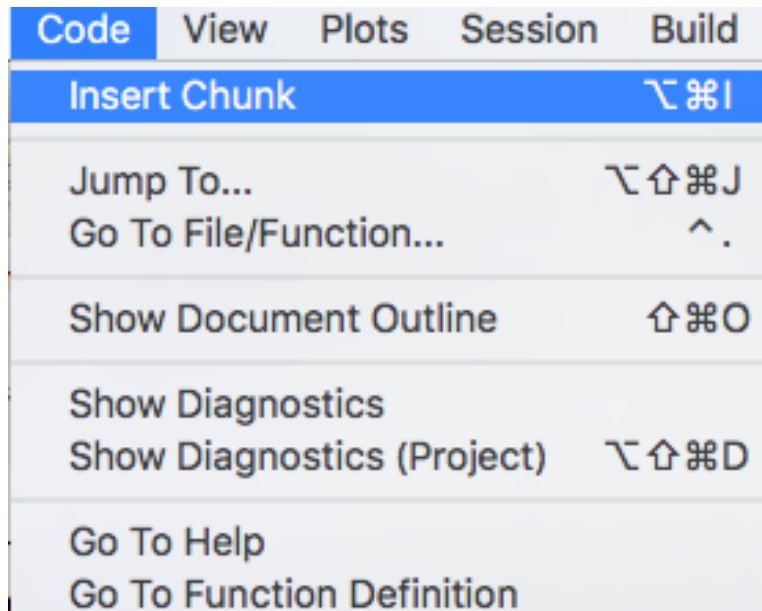 Code View Plots Session Build
Insert Chunk ⌥⌘I
Jump To... ⌥⇧⌘J
Go To File/Function... ^.
Show Document Outline ⇧⌘O
Show Diagnostics
Show Diagnostics (Project) ⌥⇧⌘D
Go To Help
Go To Function Definition